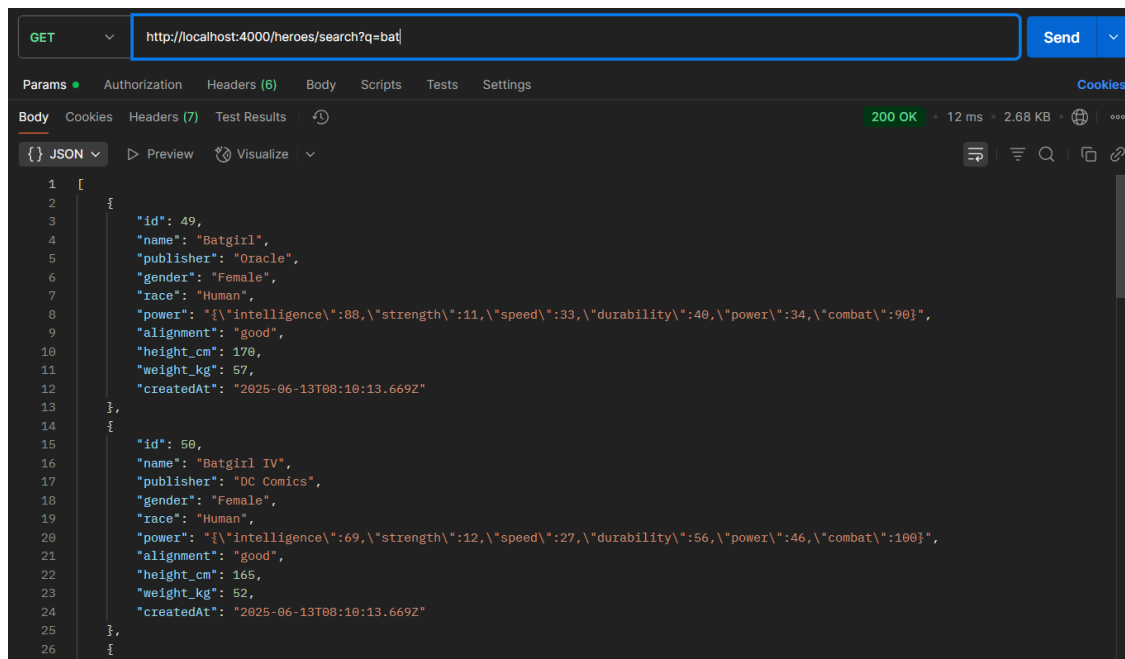 GET http://localhost:4000/heroes/search?q=bat Send
Params Authorization Headers (6) Body Scripts Tests Settings Cookies
Body Cookies Headers (7) Test Results 200 OK 12 ms 2.68 KB
{} JSON Preview Visualize
1 [
2 {
3 "id": 49,
4 "name": "Batgirl",
5 "publisher": "Oracle",
6 "gender": "Female",
7 "race": "Human",
8 "power": "{\"intelligence\":88,\"strength\":11,\"speed\":33,\"durability\":40,\"power\":34,\"combat\":90}",
9 "alignment": "good",
10 "height_cm": 170,
11 "weight_kg": 57,
12 "createdAt": "2025-06-13T08:10:13.669Z"
13 },
14 {
15 "id": 50,
16 "name": "Batgirl IV",
17 "publisher": "DC Comics",
18 "gender": "Female",
19 "race": "Human",
20 "power": "{\"intelligence\":69,\"strength\":12,\"speed\":27,\"durability\":56,\"power\":46,\"combat\":100}",
21 "alignment": "good",
22 "height_cm": 165,
23 "weight_kg": 52,
24 "createdAt": "2025-06-13T08:10:13.669Z"
25 },
26 {